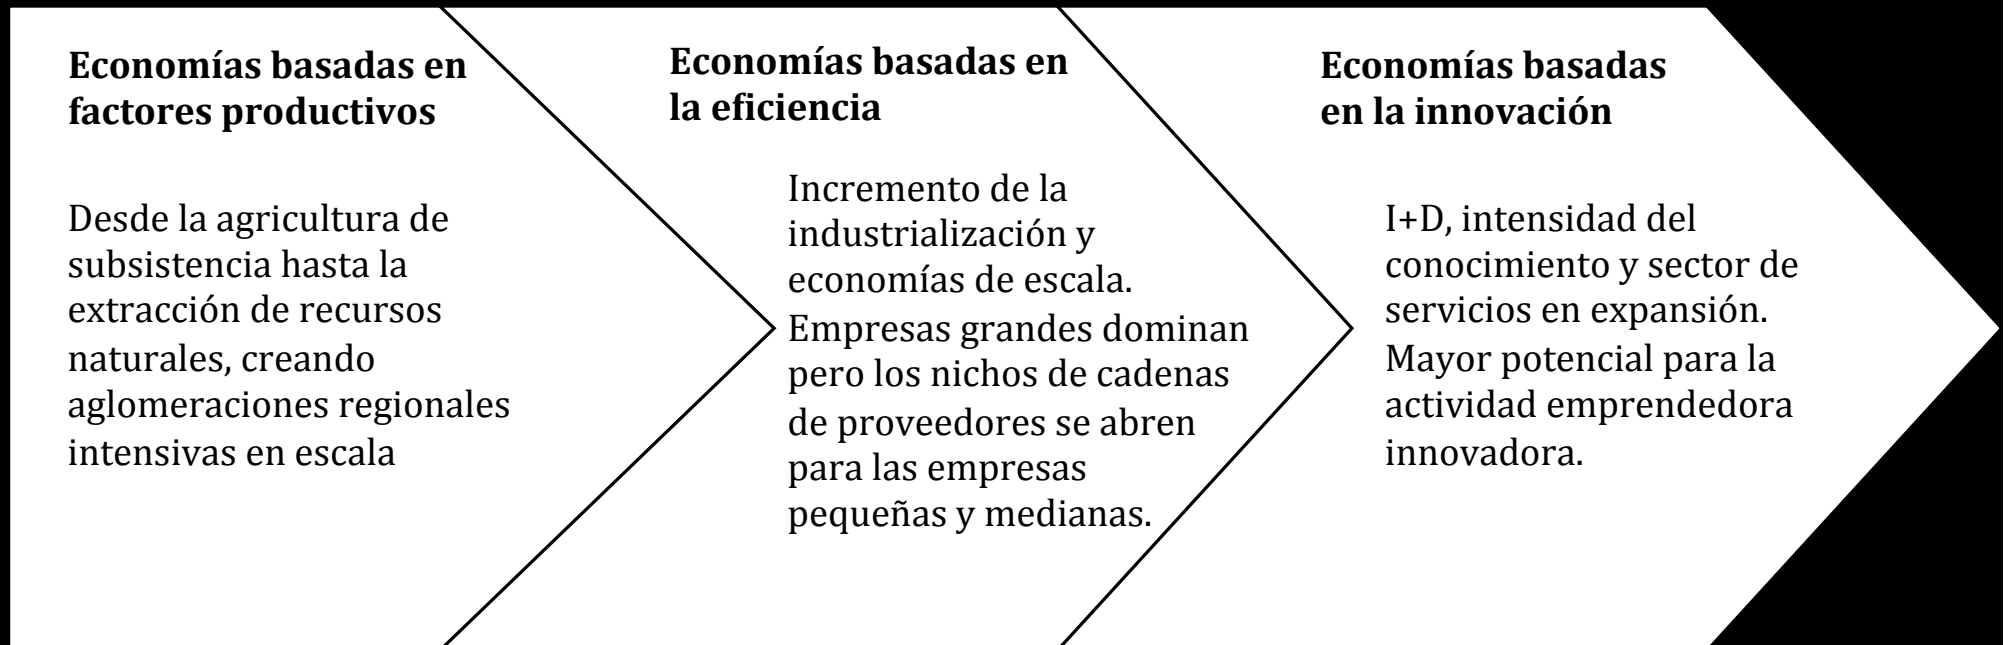 Economías basadas en
factores productivos
Desde la agricultura de
subsistencia hasta la
extracción de recursos
naturales, creando
aglomeraciones regionales
intensivas en escala
Economías basadas en
la eficiencia
Incremento de la
industrialización y
economías de escala.
Empresas grandes dominan
pero los nichos de cadenas
de proveedores se abren
para las empresas
pequeñas y medianas.
Economías basadas
en la innovación
I+D, intensidad del
conocimiento y sector de
servicios en expansión.
Mayor potencial para la
actividad emprendedora
innovadora.